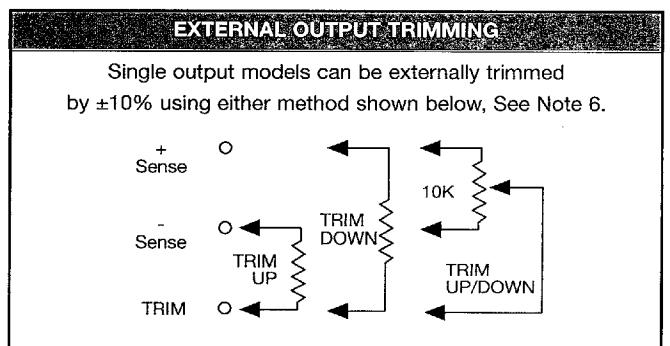 EXTERNAL OUTPUT TRIMMING
Single output models can be externally trimmed
by ±10% using either method shown below, See Note 6.
+
Sense
-
Sense
TRIM
TRIM
UP
TRIM
DOWN
10K
TRIM
UP/DOWN